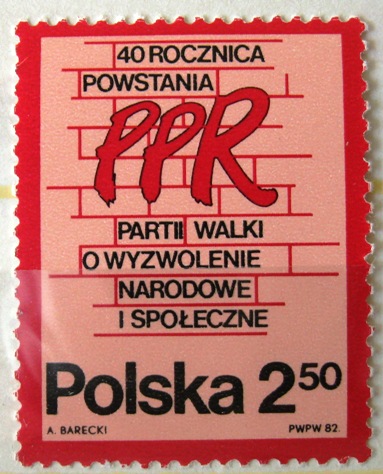 40 ROCZNICA
POWSTANIA
PPR
PARTII WALKI
O WYZWOLENIE
NARODOWE
I SPOŁECZNE
Polska 2 50
A. BARECKI PWPW 82.